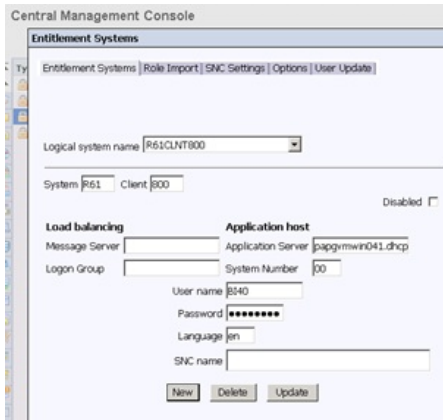 Central Management Console
Entitlement Systems
Ty
Entitlement Systems | Role Import | SNC Settings | Options | User Update |
Logical system name R61CLNT800
System R61 Client 800
Disabled
Load balancing Application host
Message Server Application Server papgvmwin041.dhcp
Logon Group System Number 00
User name BI40
Password ••••••••
Language en
SNC name
New Delete Update